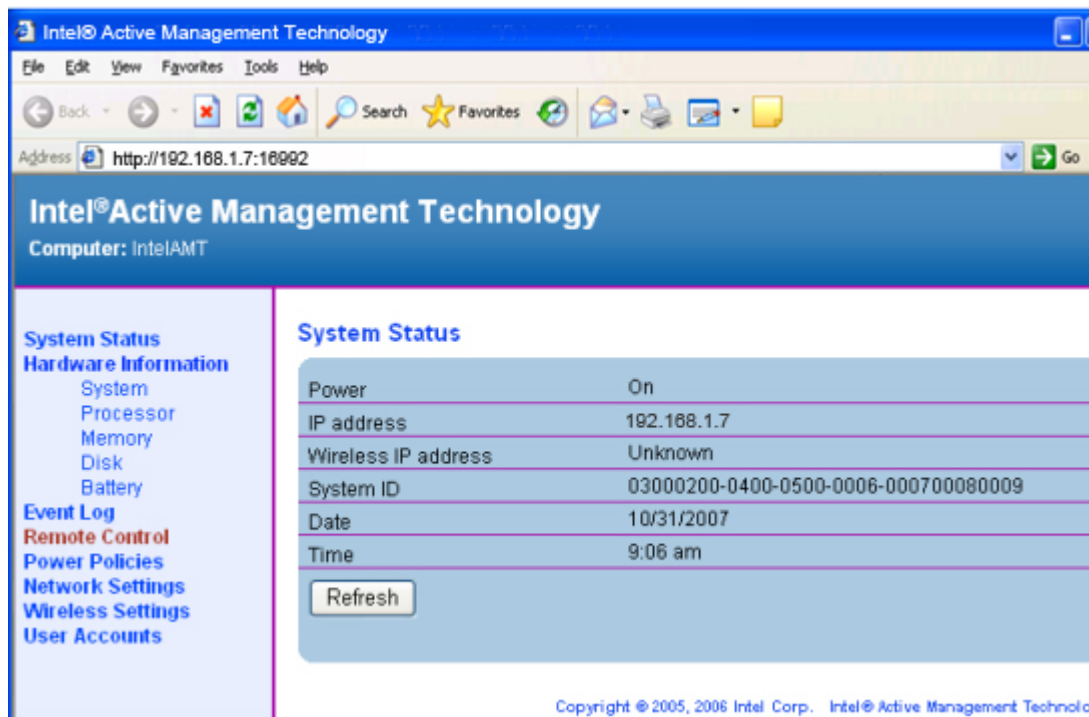 Intel® Active Management Technology
File Edit View Favorites Tools Help
Back Search Favorites
Address http://192.168.1.7:16992 Go
Intel®Active Management Technology
Computer: IntelAMT
System Status
Hardware Information
System
Processor
Memory
Disk
Battery
Event Log
Remote Control
Power Policies
Network Settings
Wireless Settings
User Accounts
System Status
Power On
IP address 192.168.1.7
Wireless IP address Unknown
System ID 03000200-0400-0500-0006-000700080009
Date 10/31/2007
Time 9:06 am
Refresh
Copyright © 2005, 2006 Intel Corp. Intel® Active Management Technolo